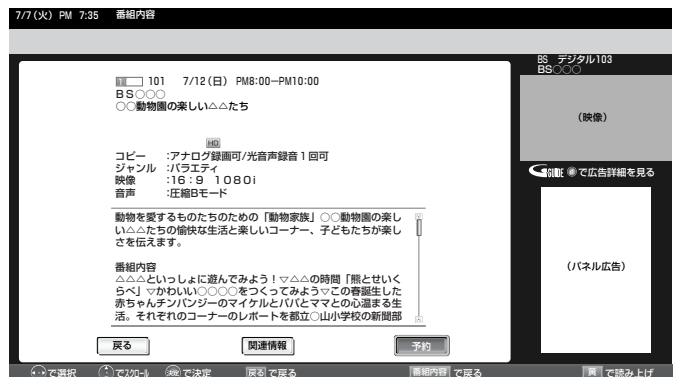 7/7(火) PM 7:35 番組内容
BS デジタル103
BS○○○
101 7/12(日) PM8:00−PM10:00
BS○○○
○○動物園の楽しい△△たち
(映像)
HD
コピー :アナログ録画可/光音声録音1回可
ジャンル :バラエティ
映像 :16:9 1080i
音声 :圧縮Bモード
GUIDE で広告詳細を見る
動物を愛するものたちのための「動物家族」○○動物園の楽し
い△△たちの愉快な生活と楽しいコーナー、子どもたちが楽し
さを伝えます。
番組内容
△△△といっしょに遊んでみよう!▽△△の時間「熊とせいく
らべ」▽かわいい○○○○をつくってみよう▽この春誕生した
赤ちゃんチンパンジーのマイケルとパパとママとの心温まる生
活。それぞれのコーナーのレポートを都立○山小学校の新聞部
(パネル広告)
戻る 関連情報 予約
で選択 でスクロール 決定 で決定 戻る で戻る 番組内容 で戻る 黄 で読み上げ